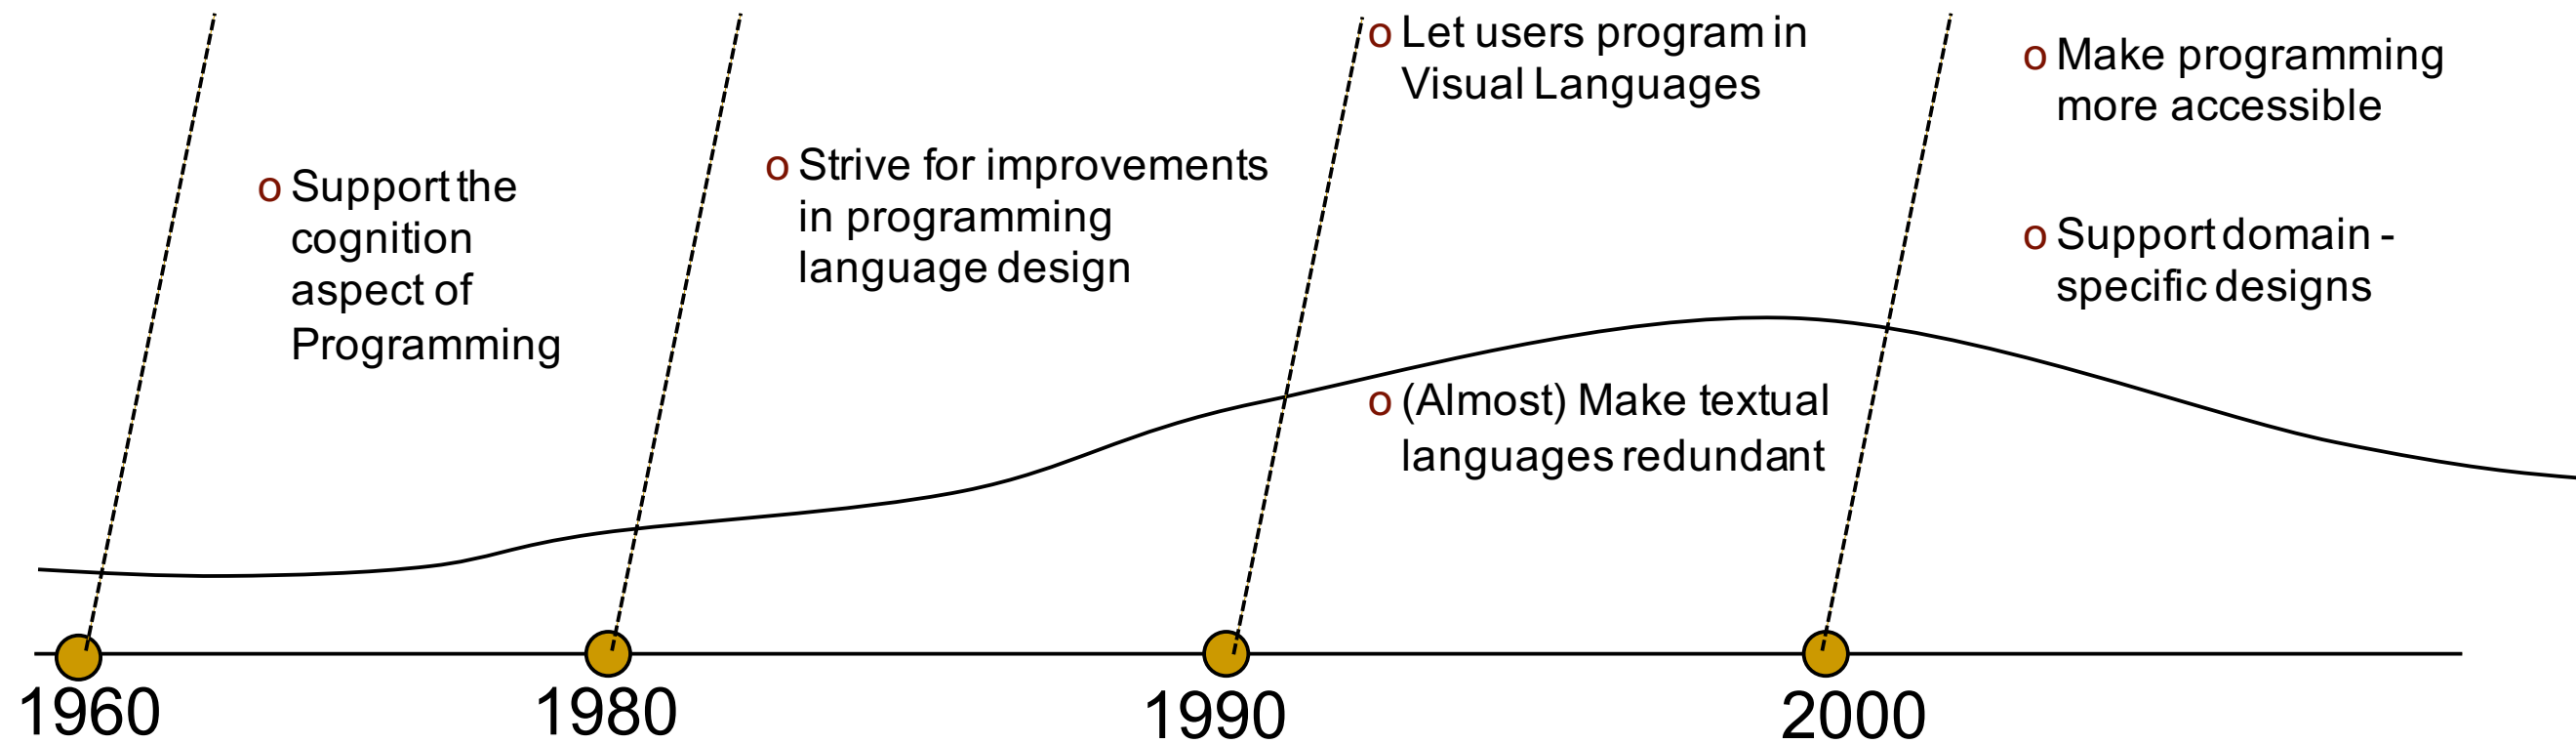 o Support the
cognition
aspect of
Programming
o Strive for improvements
in programming
language design
o Let users program in
Visual Languages
o (Almost) Make textual
languages redundant
o Make programming
more accessible
o Support domain -
specific designs
1960
1980
1990
2000